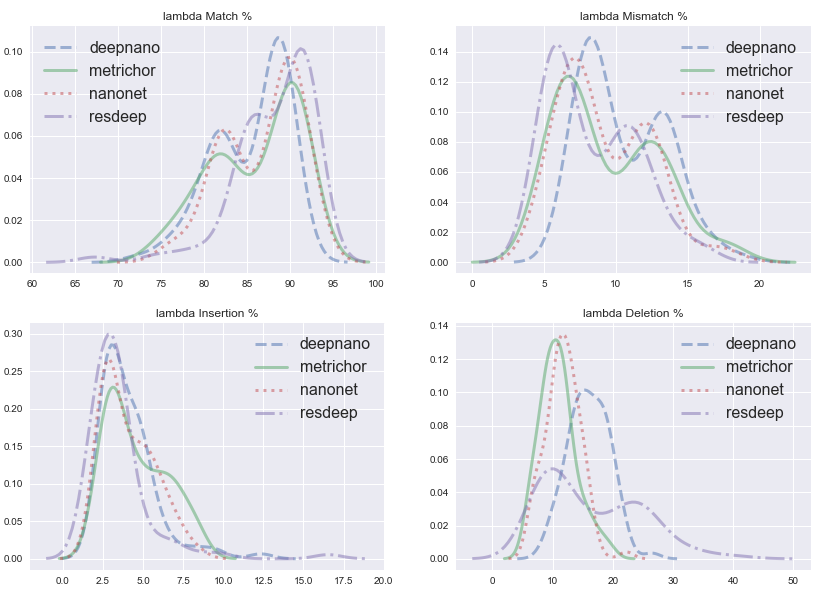 lambda Match %
0.10
0.08
0.06
0.04
0.02
0.00
60 65 70 75 80 85 90 95 100
deepnano
metrichor
nanonet
resdeep
lambda Mismatch %
0.14
0.12
0.10
0.08
0.06
0.04
0.02
0.00
0 5 10 15 20
deepnano
metrichor
nanonet
resdeep
lambda Insertion %
0.30
0.25
0.20
0.15
0.10
0.05
0.00
0.0 2.5 5.0 7.5 10.0 12.5 15.0 17.5 20.0
deepnano
metrichor
nanonet
resdeep
lambda Deletion %
0.14
0.12
0.10
0.08
0.06
0.04
0.02
0.00
0 10 20 30 40 50
deepnano
metrichor
nanonet
resdeep